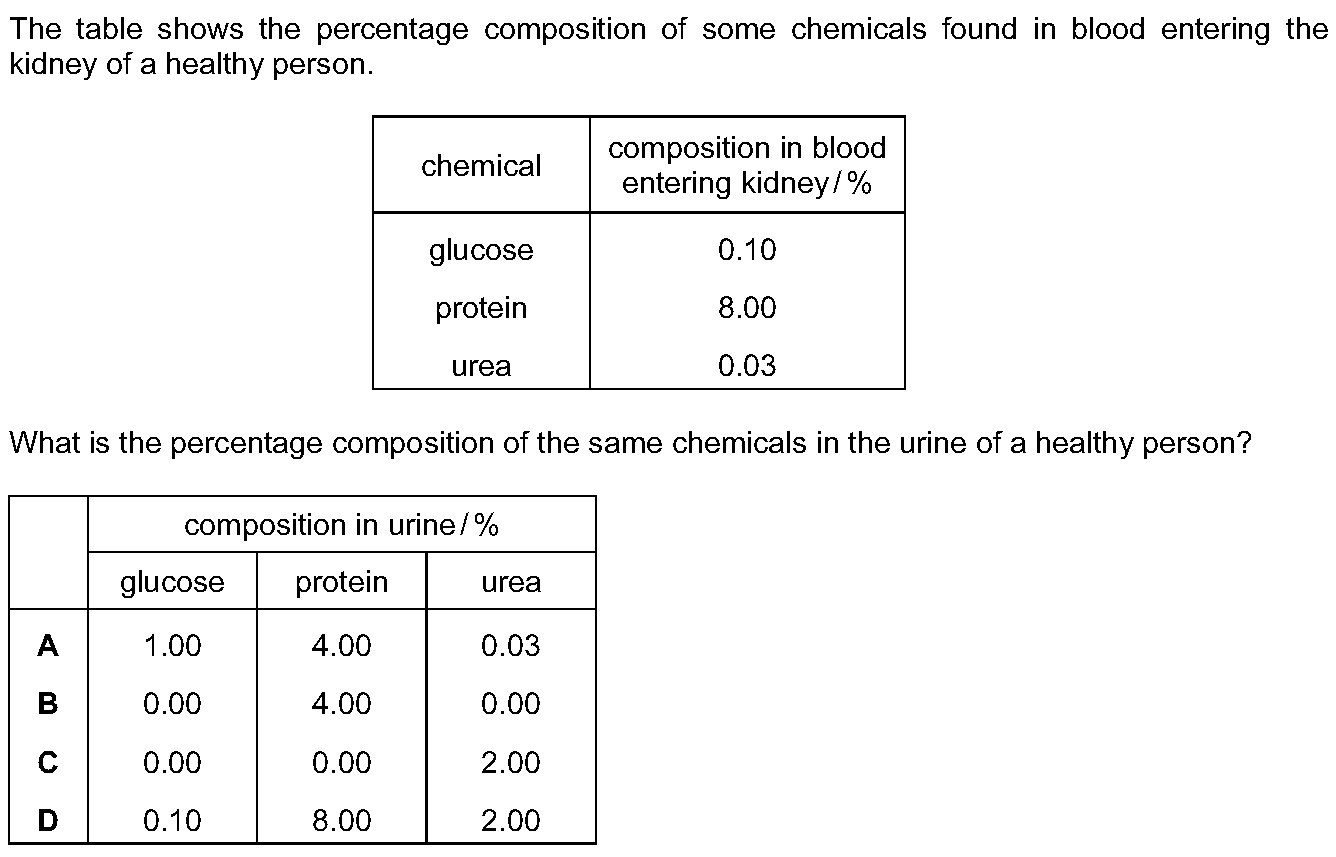 The table shows the percentage composition of some chemicals found in blood entering the
kidney of a healthy person.
chemical
composition in blood
entering kidney / %
glucose 0.10
protein 8.00
urea 0.03
What is the percentage composition of the same chemicals in the urine of a healthy person?
composition in urine / %
glucose protein urea
A 1.00 4.00 0.03
B 0.00 4.00 0.00
C 0.00 0.00 2.00
D 0.10 8.00 2.00